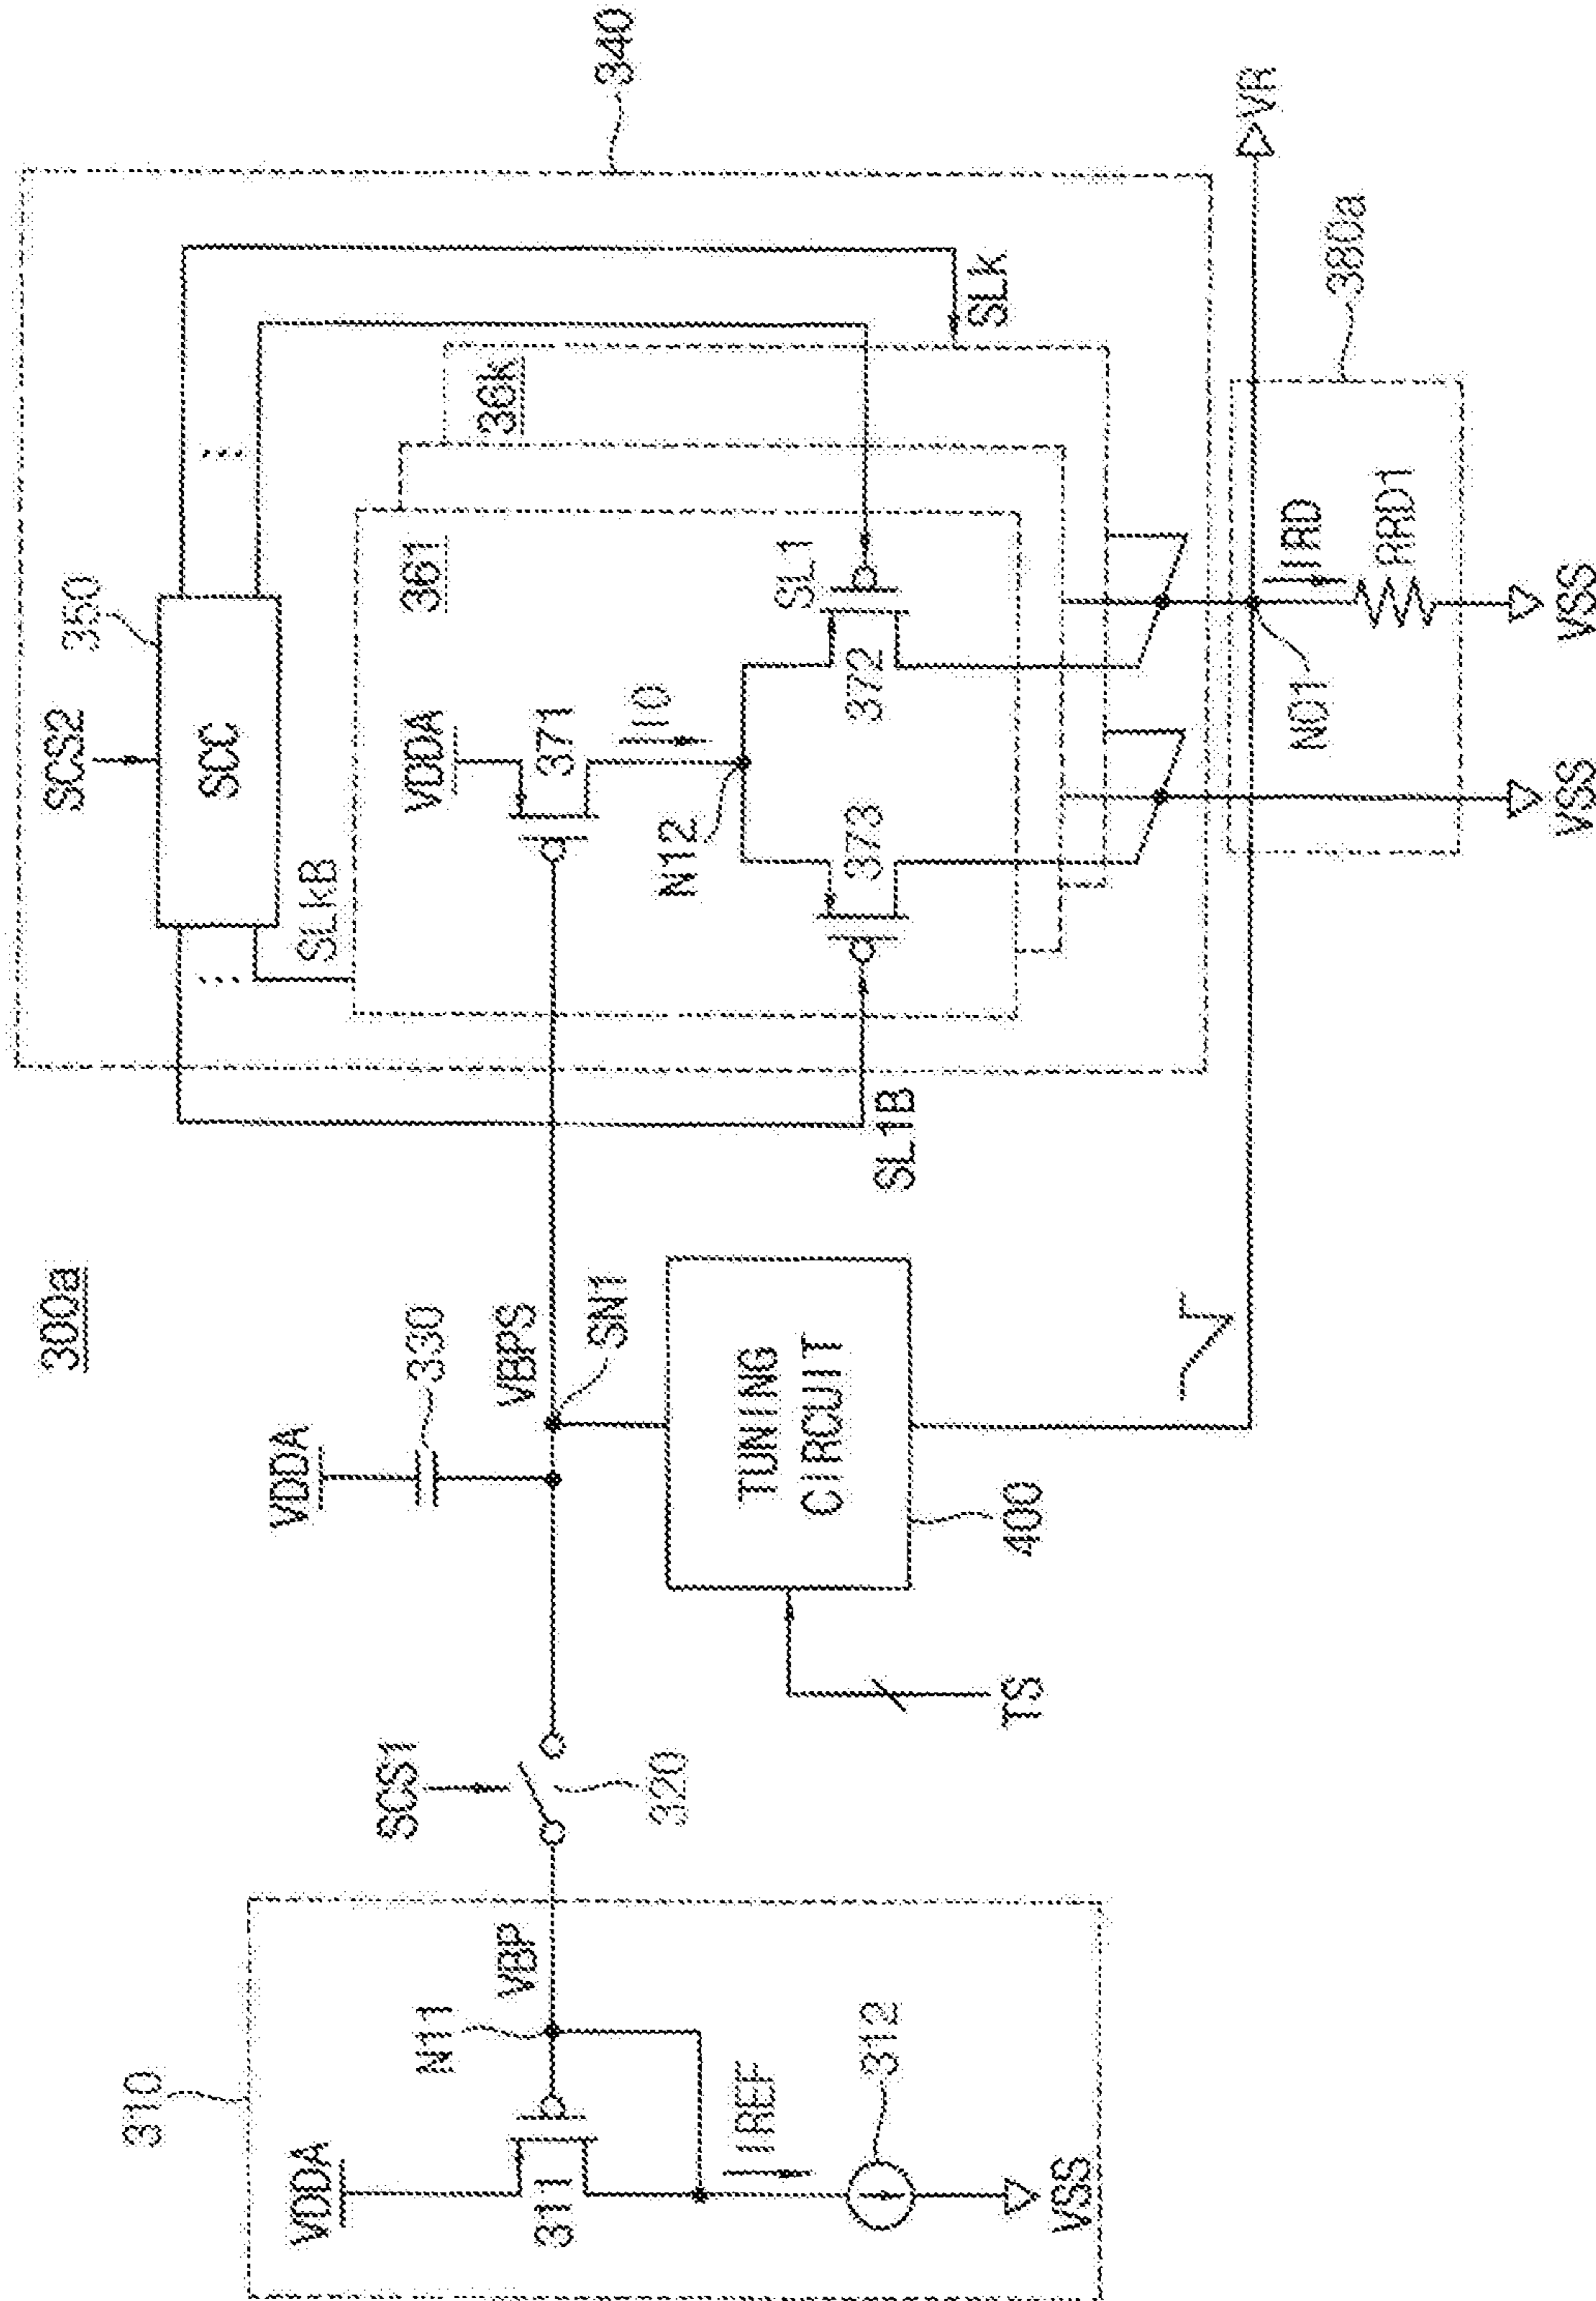 300a
310
VDDA
311
N11
VBP
IREF
312
VSS
SCS1
320
VDDA
330
VBPS
SN1
TUNING
CIRCUIT
400
TS
SCS2
350
SCC
340
SLkB
SL1B
SLk
361
36k
VDDA
371
I10
N12
373
372
SL1
VR
380a
NO1
IRD
RRD1
VSS
VSS